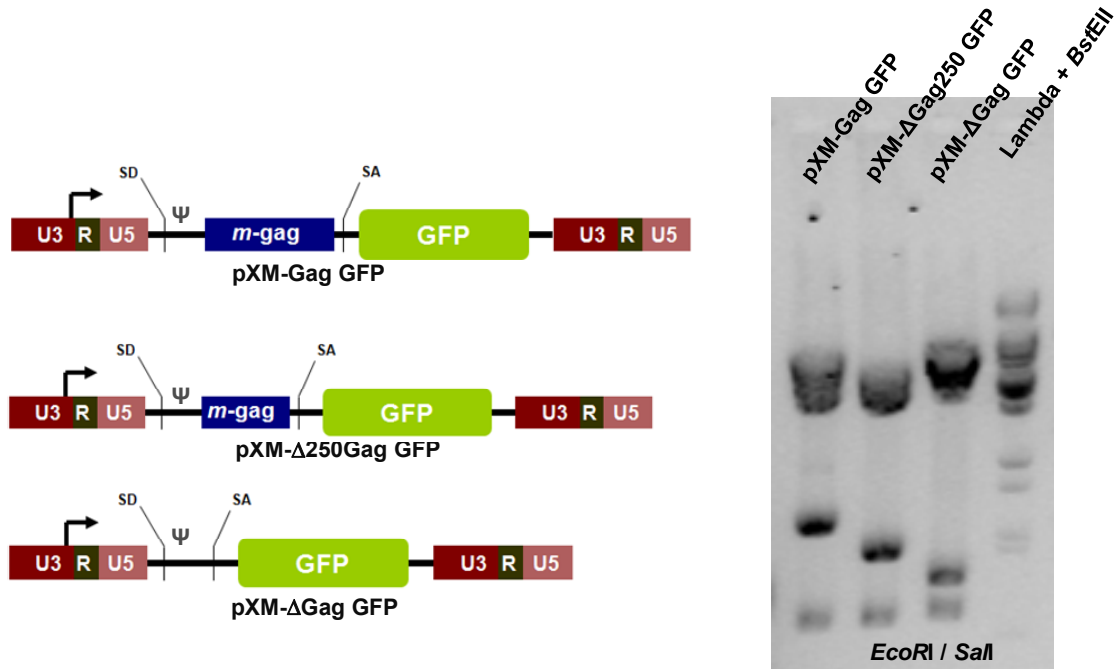 SD
SA
Ψ
U3 R U5
m-gag
GFP
U3 R U5
pXM-Gag GFP
SD
SA
Ψ
U3 R U5
m-gag
GFP
U3 R U5
pXM-Δ250Gag GFP
SD
SA
Ψ
U3 R U5
GFP
U3 R U5
pXM-ΔGag GFP
pXM-Gag GFP
pXM-ΔGag250 GFP
pXM-ΔGag GFP
Lambda + BstEII
EcoRI / SalI